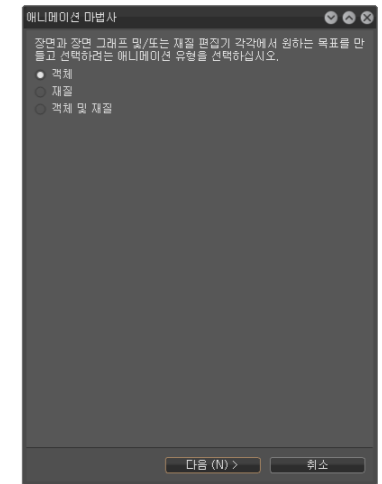 애니메이션 마법사
장면과 장면 그래프 및/또는 재질 편집기 각각에서 원하는 목표를 만
들고 선택하려는 애니메이션 유형을 선택하십시오.
객체
재질
객체 및 재질
다음 (N) >
취소